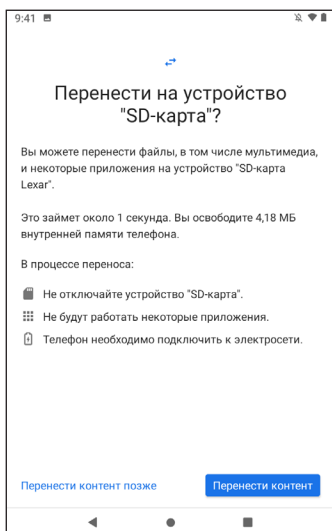 9:41
Перенести на устройство
"SD-карта"?
Вы можете перенести файлы, в том числе мультимедиа,
и некоторые приложения на устройство "SD-карта
Lexar".
Это займет около 1 секунда. Вы освободите 4,18 МБ
внутренней памяти телефона.
В процессе переноса:
Не отключайте устройство "SD-карта".
Не будут работать некоторые приложения.
Телефон необходимо подключить к электросети.
Перенести контент позже
Перенести контент